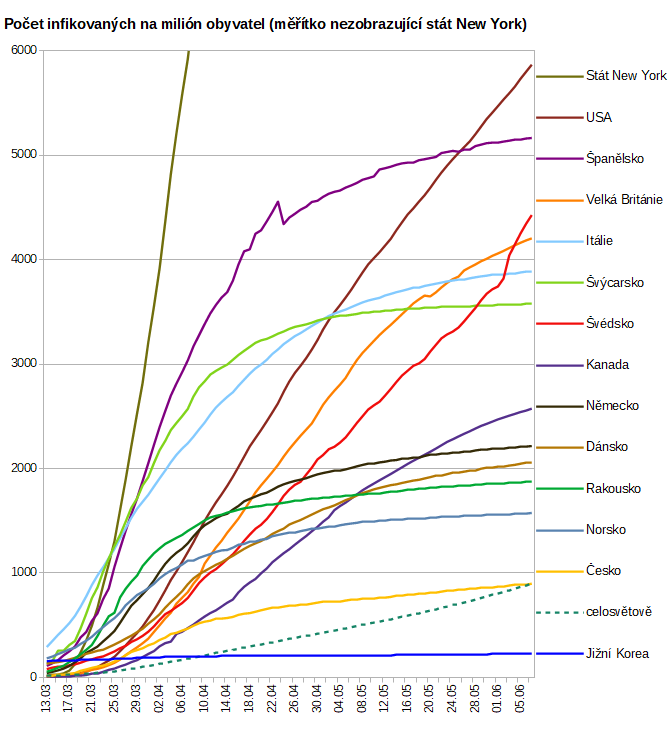 Počet infikovaných na milión obyvatel (měřítko nezobrazující stát New York)
6000
5000
4000
3000
2000
1000
0
13.03
17.03
21.03
25.03
29.03
02.04
06.04
10.04
14.04
18.04
22.04
26.04
30.04
04.05
08.05
12.05
16.05
20.05
24.05
28.05
01.06
05.06
Stát New York
USA
Španělsko
Velká Británie
Itálie
Švýcarsko
Švédsko
Kanada
Německo
Dánsko
Rakousko
Norsko
Česko
celosvětově
Jižní Korea